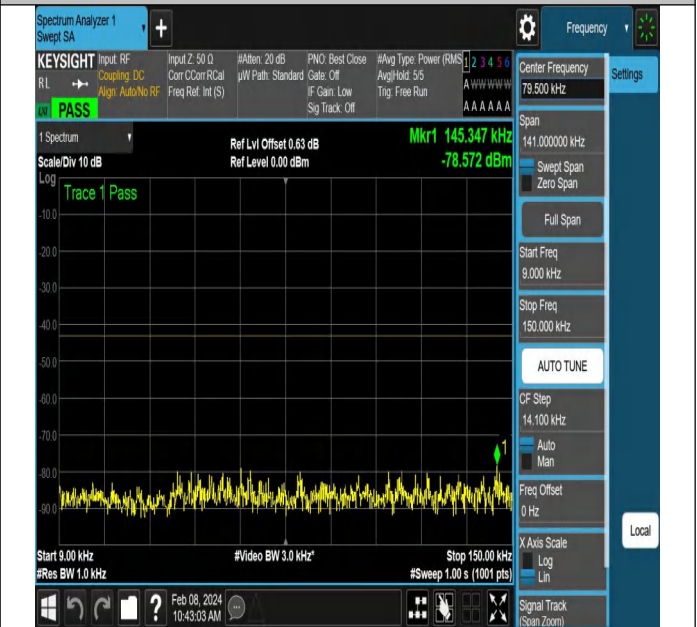 Spectrum Analyzer 1
Swept SA
+
Frequency
KEYSIGHT
RL
PASS
Input: RF
Coupling: DC
Align: Auto/No RF
Input Z: 50 Ω
Corr CCorr RCal
Freq Ref: Int (S)
#Atten: 20 dB
µW Path: Standard
PNO: Best Close
Gate: Off
IF Gain: Low
Sig Track: Off
#Avg Type: Power (RMS
Avg|Hold: 5/5
Trig: Free Run
1 2 3 4 5 6
A W W W W W
A A A A A A
1 Spectrum
Scale/Div 10 dB
Ref Lvl Offset 0.63 dB
Ref Level 0.00 dBm
Mkr1 145.347 kHz
-78.572 dBm
Log
Trace 1 Pass
-10.0
-20.0
-30.0
-40.0
-50.0
-60.0
-70.0
-80.0
-90.0
1
Start 9.00 kHz
#Res BW 1.0 kHz
#Video BW 3.0 kHz*
Stop 150.00 kHz
#Sweep 1.00 s (1001 pts)
Feb 08, 2024
10:43:03 AM
?
Center Frequency
79.500 kHz
Settings
Span
141.000000 kHz
Swept Span
Zero Span
Full Span
Start Freq
9.000 kHz
Stop Freq
150.000 kHz
AUTO TUNE
CF Step
14.100 kHz
Auto
Man
Freq Offset
0 Hz
Local
X Axis Scale
Log
Lin
Signal Track
(Span Zoom)